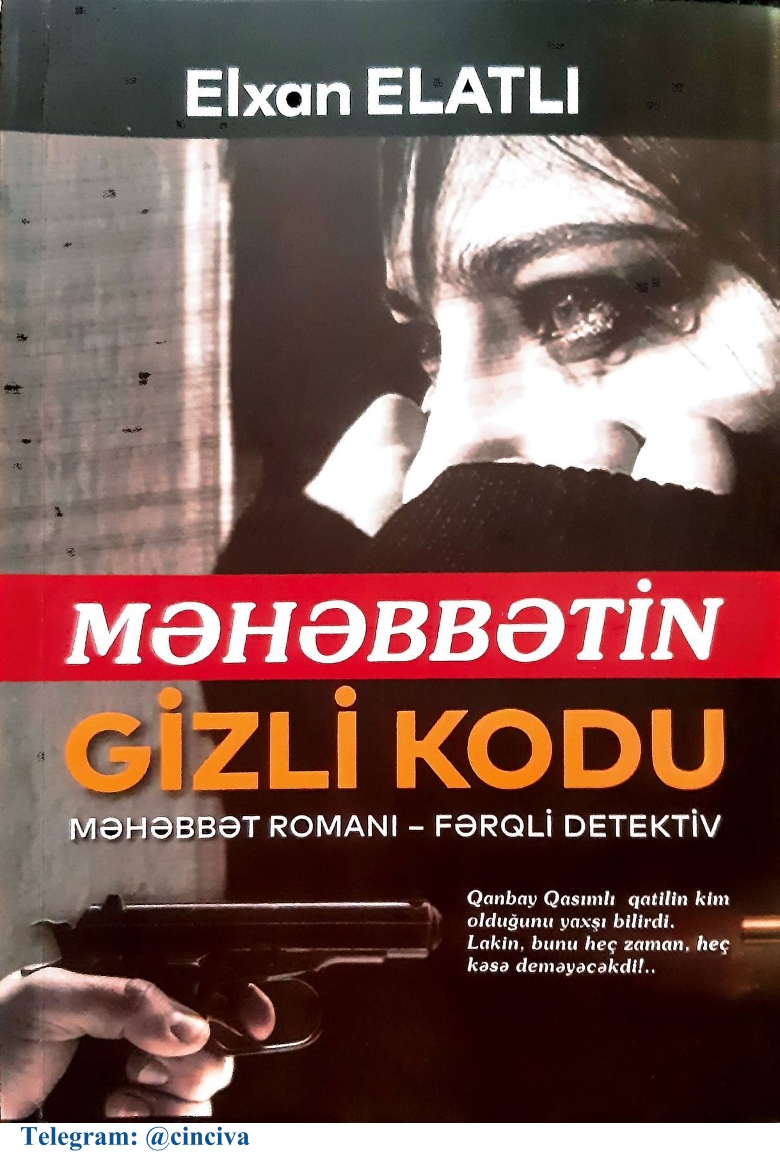 Elxan ELATLI
MƏHƏBBƏTİN
GİZLİ KODU
MƏHƏBBƏT ROMANI – FƏRQLİ DETEKTİV
Qanbay Qasımlı qatilin kim
olduğunu yaxşı bilirdi.
Lakin, bunu heç zaman, heç
kəsə deməyəcəkdi!..
Telegram: @cinciva